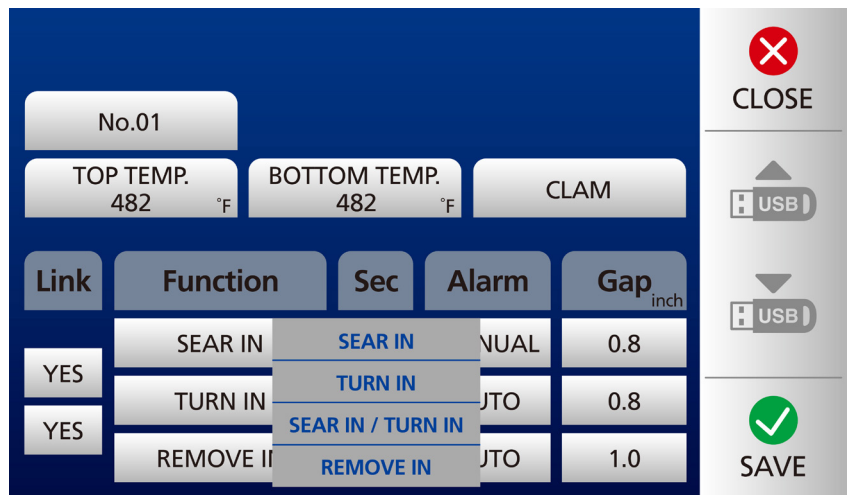 CLOSE
No.01
TOP TEMP.
482 °F
BOTTOM TEMP.
482 °F
CLAM
USB
Link
Function
Sec
Alarm
Gap
inch
USB
SEAR IN
SEAR IN
NUAL
0.8
YES
TURN IN
TURN IN
UTO
0.8
YES
SEAR IN / TURN IN
REMOVE I
REMOVE IN
UTO
1.0
SAVE